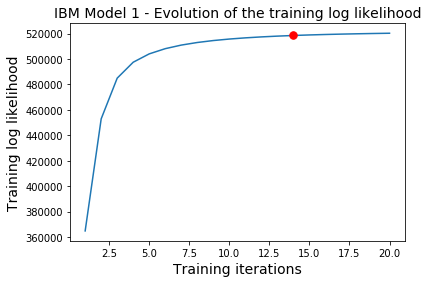 IBM Model 1 - Evolution of the training log likelihood
520000
500000
480000
460000
440000
420000
400000
380000
360000
Training log likelihood
2.5 5.0 7.5 10.0 12.5 15.0 17.5 20.0
Training iterations